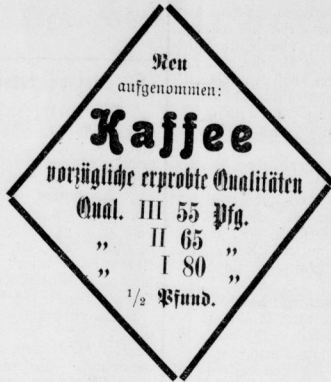 Neu
aufgenommen:
Kaffee
vorzügliche erprobte Qualitäten
Qual. III 55 Pfg.
„ II 65 „
„ I 80 „
1/2 Pfund.